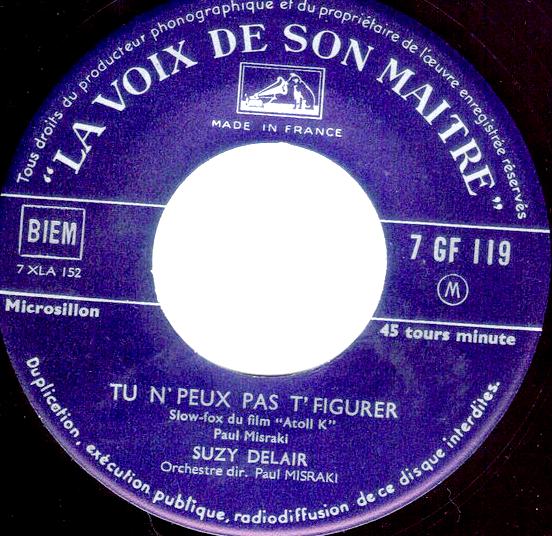 Tous droits du producteur phonographique et du propriétaire de l'œuvre enregistrée réservés
"LA VOIX DE SON MAITRE"
MADE IN FRANCE
BIEM
7 XLA 152
7 GF 119
M
Microsillon
45 tours minute
TU N'PEUX PAS T'FIGURER
Slow-fox du film "Atoll K"
Paul Misraki
SUZY DELAIR
Orchestre dir. Paul MISRAKI
Duplication, exécution publique, radiodiffusion de ce disque interdites.